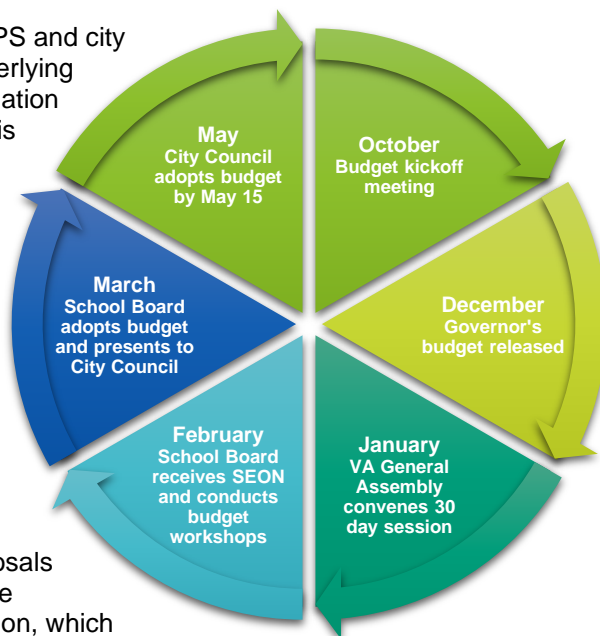 PS and city
erlying
ation
is
May
City Council
adopts budget
by May 15
October
Budget kickoff
meeting
December
Governor's
budget released
January
VA General
Assembly
convenes 30
day session
February
School Board
receives SEON
and conducts
budget
workshops
March
School Board
adopts budget
and presents to
City Council
osals
e
on, which